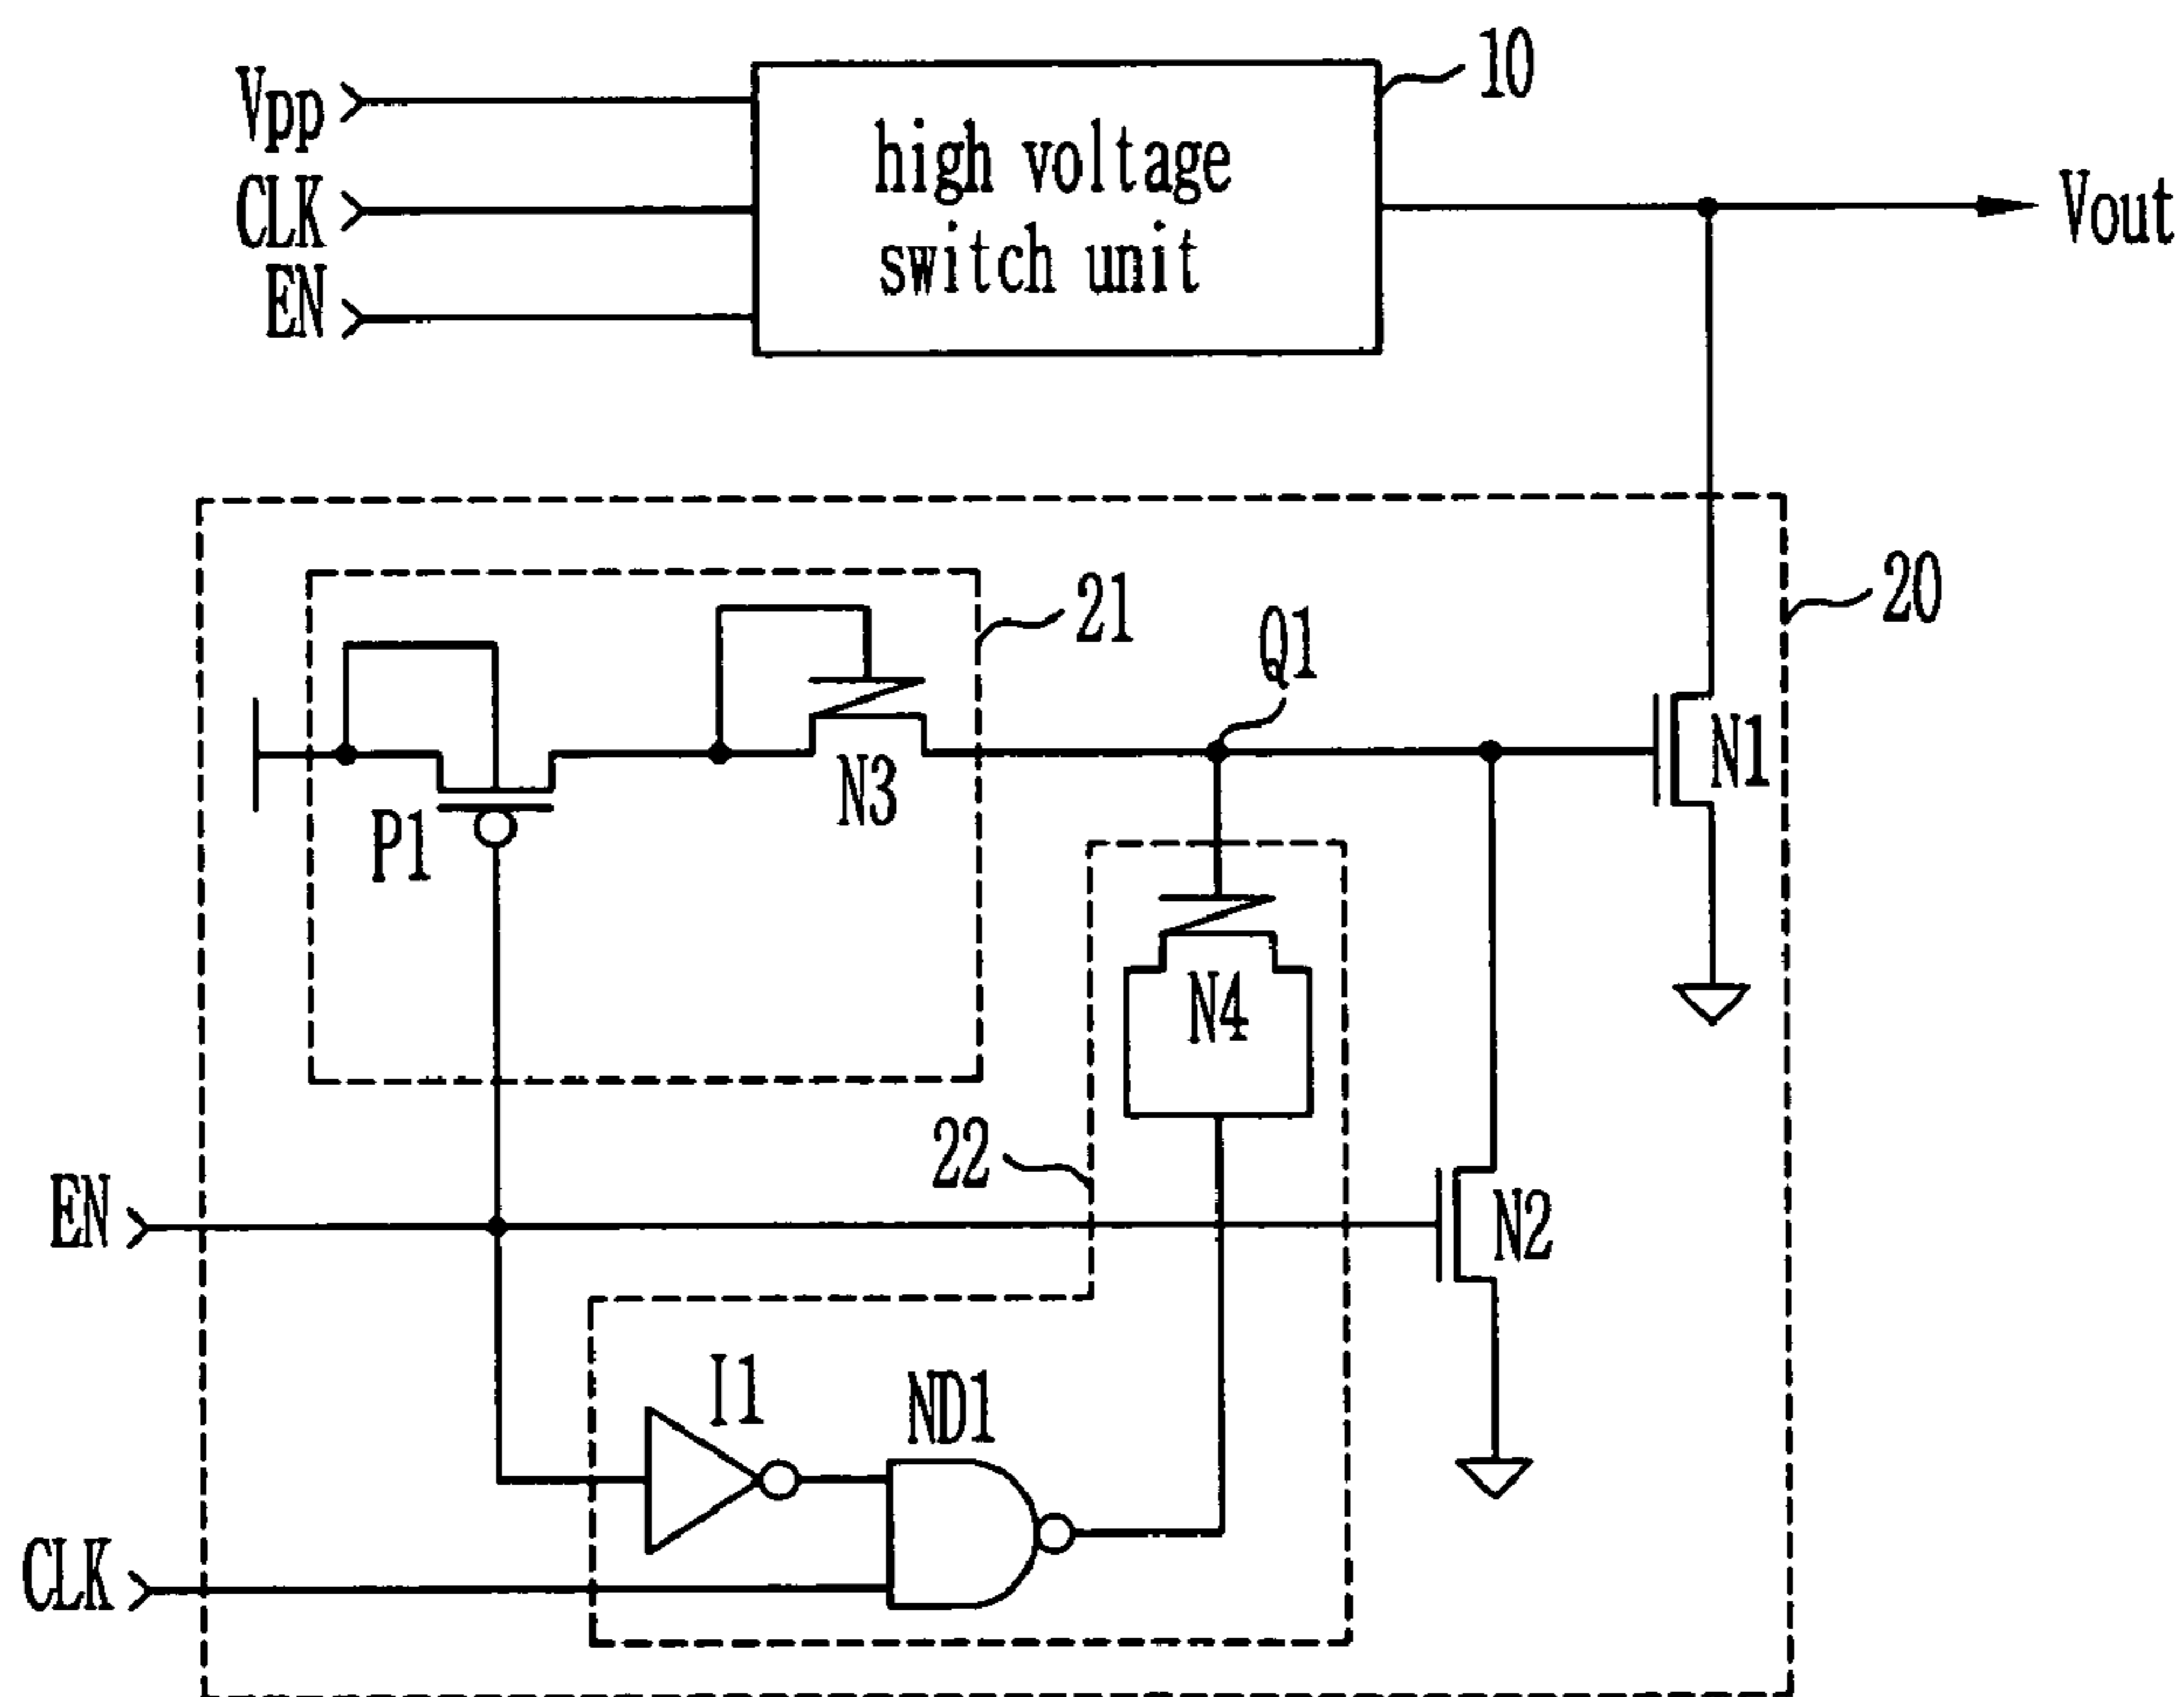 10
Vpp
high voltage
CLK
switch unit
EN
Vout
21
20
Q1
N1
N3
P1
N4
22
EN
N2
I1
ND1
CLK